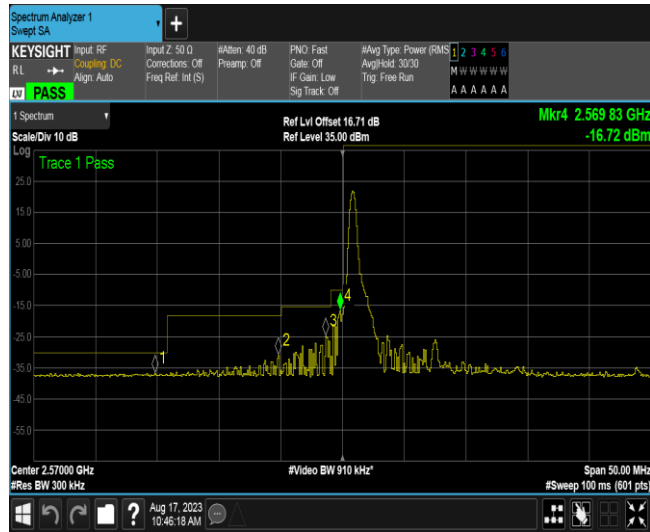 Spectrum Analyzer 1
Swept SA
+
KEYSIGHT
RL
LXI PASS
Input: RF
Coupling: DC
Align: Auto
Input Z: 50 Ω
Corrections: Off
Freq Ref: Int (S)
#Atten: 40 dB
Preamp: Off
PNO: Fast
Gate: Off
IF Gain: Low
Sig Track: Off
#Avg Type: Power (RMS
Avg|Hold: 30/30
Trig: Free Run
1 2 3 4 5 6
M W W W W W
A A A A A A
1 Spectrum
Scale/Div 10 dB
Log
Ref Lvl Offset 16.71 dB
Ref Level 35.00 dBm
Mkr4 2.569 83 GHz
-16.72 dBm
Trace 1 Pass
25.0
15.0
5.00
-5.00
-15.0
-25.0
-35.0
-45.0
-55.0
1
2
3
4
Center 2.57000 GHz
#Res BW 300 kHz
#Video BW 910 kHz*
Span 50.00 MHz
#Sweep 100 ms (601 pts)
?
Aug 17, 2023
10:46:18 AM